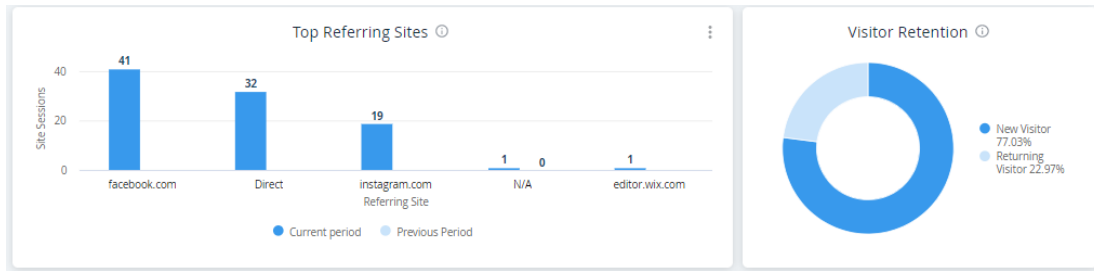 Top Referring Sites
41
40
32
Site Sessions
20
19
1
0
1
0
facebook.com
Direct
instagram.com
N/A
editor.wix.com
Referring Site
Current period
Previous Period
Visitor Retention
New Visitor
77.03%
Returning
Visitor 22.97%